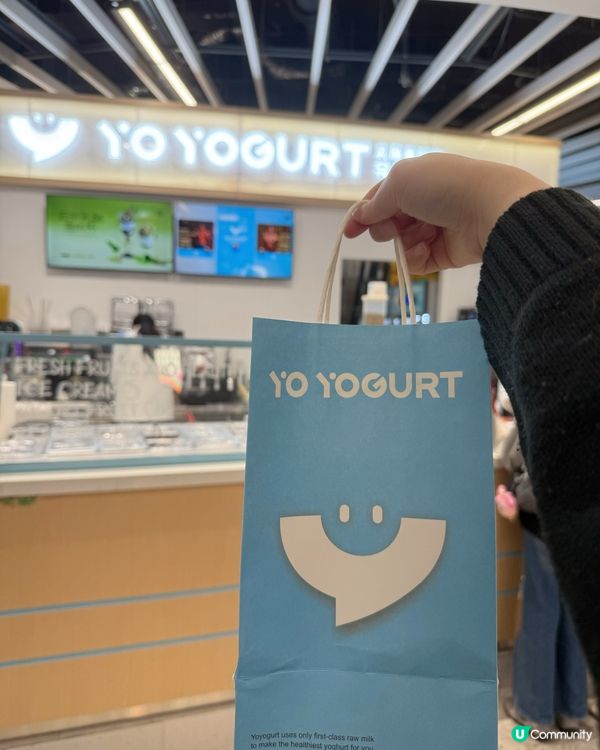 YO YOGURT
FRESH FRU
ICE CREAM
YO YOGURT
Yoyogurt uses only first-class raw milk
to make the healthiest yoghurt for you
U Community